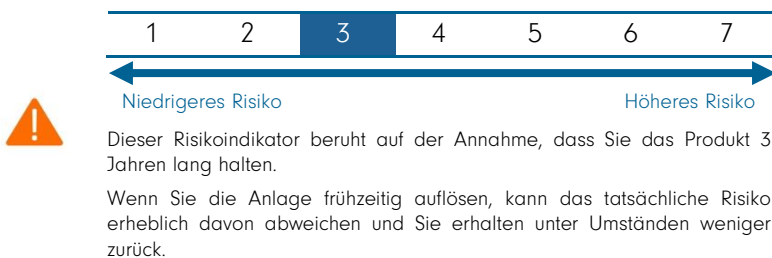 1 2 3 4 5 6 7
Niedrigeres Risiko Höheres Risiko
Dieser Risikoindikator beruht auf der Annahme, dass Sie das Produkt 3
Jahren lang halten.
Wenn Sie die Anlage frühzeitig auflösen, kann das tatsächliche Risiko
erheblich davon abweichen und Sie erhalten unter Umständen weniger
zurück.